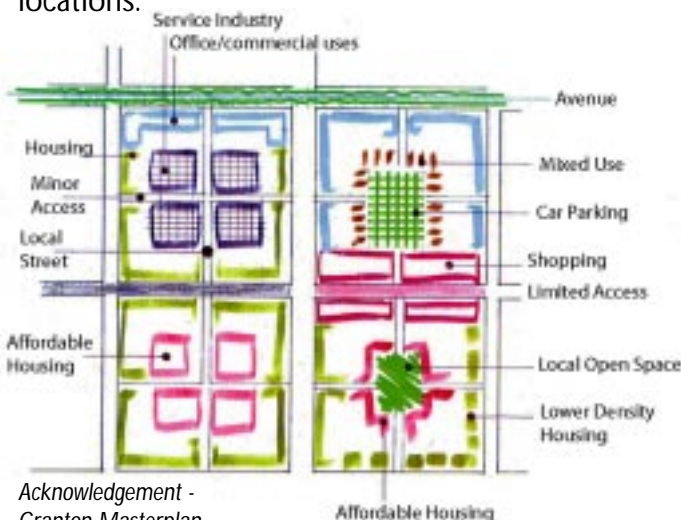 locations.
Service Industry
Office/commercial uses
Avenue
Housing
Mixed Use
Minor
Access
Car Parking
Local
Street
Shopping
Limited Access
Affordable
Housing
Local Open Space
Lower Density
Housing
Acknowledgement -
Granton Masterplan
Affordable Housing